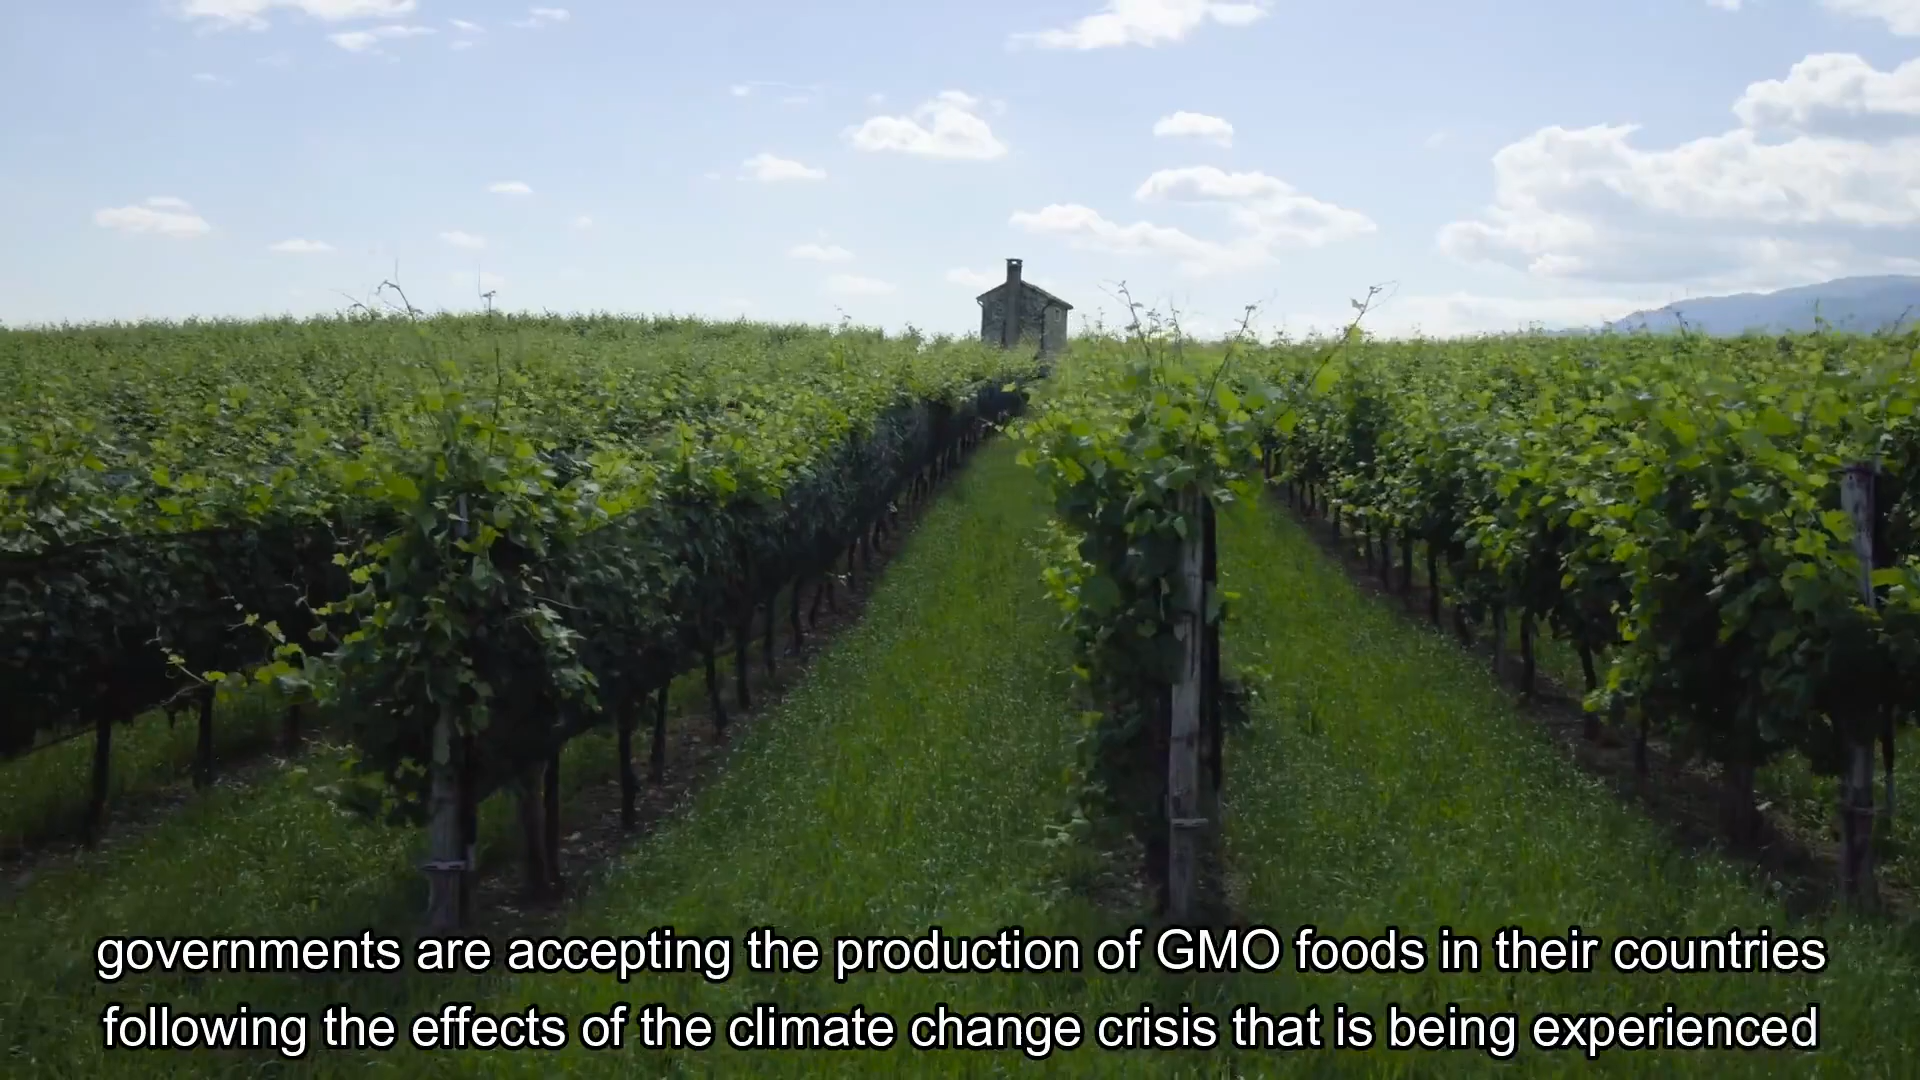 governments are accepting the production of GMO foods in their countries
following the effects of the climate change crisis that is being experienced